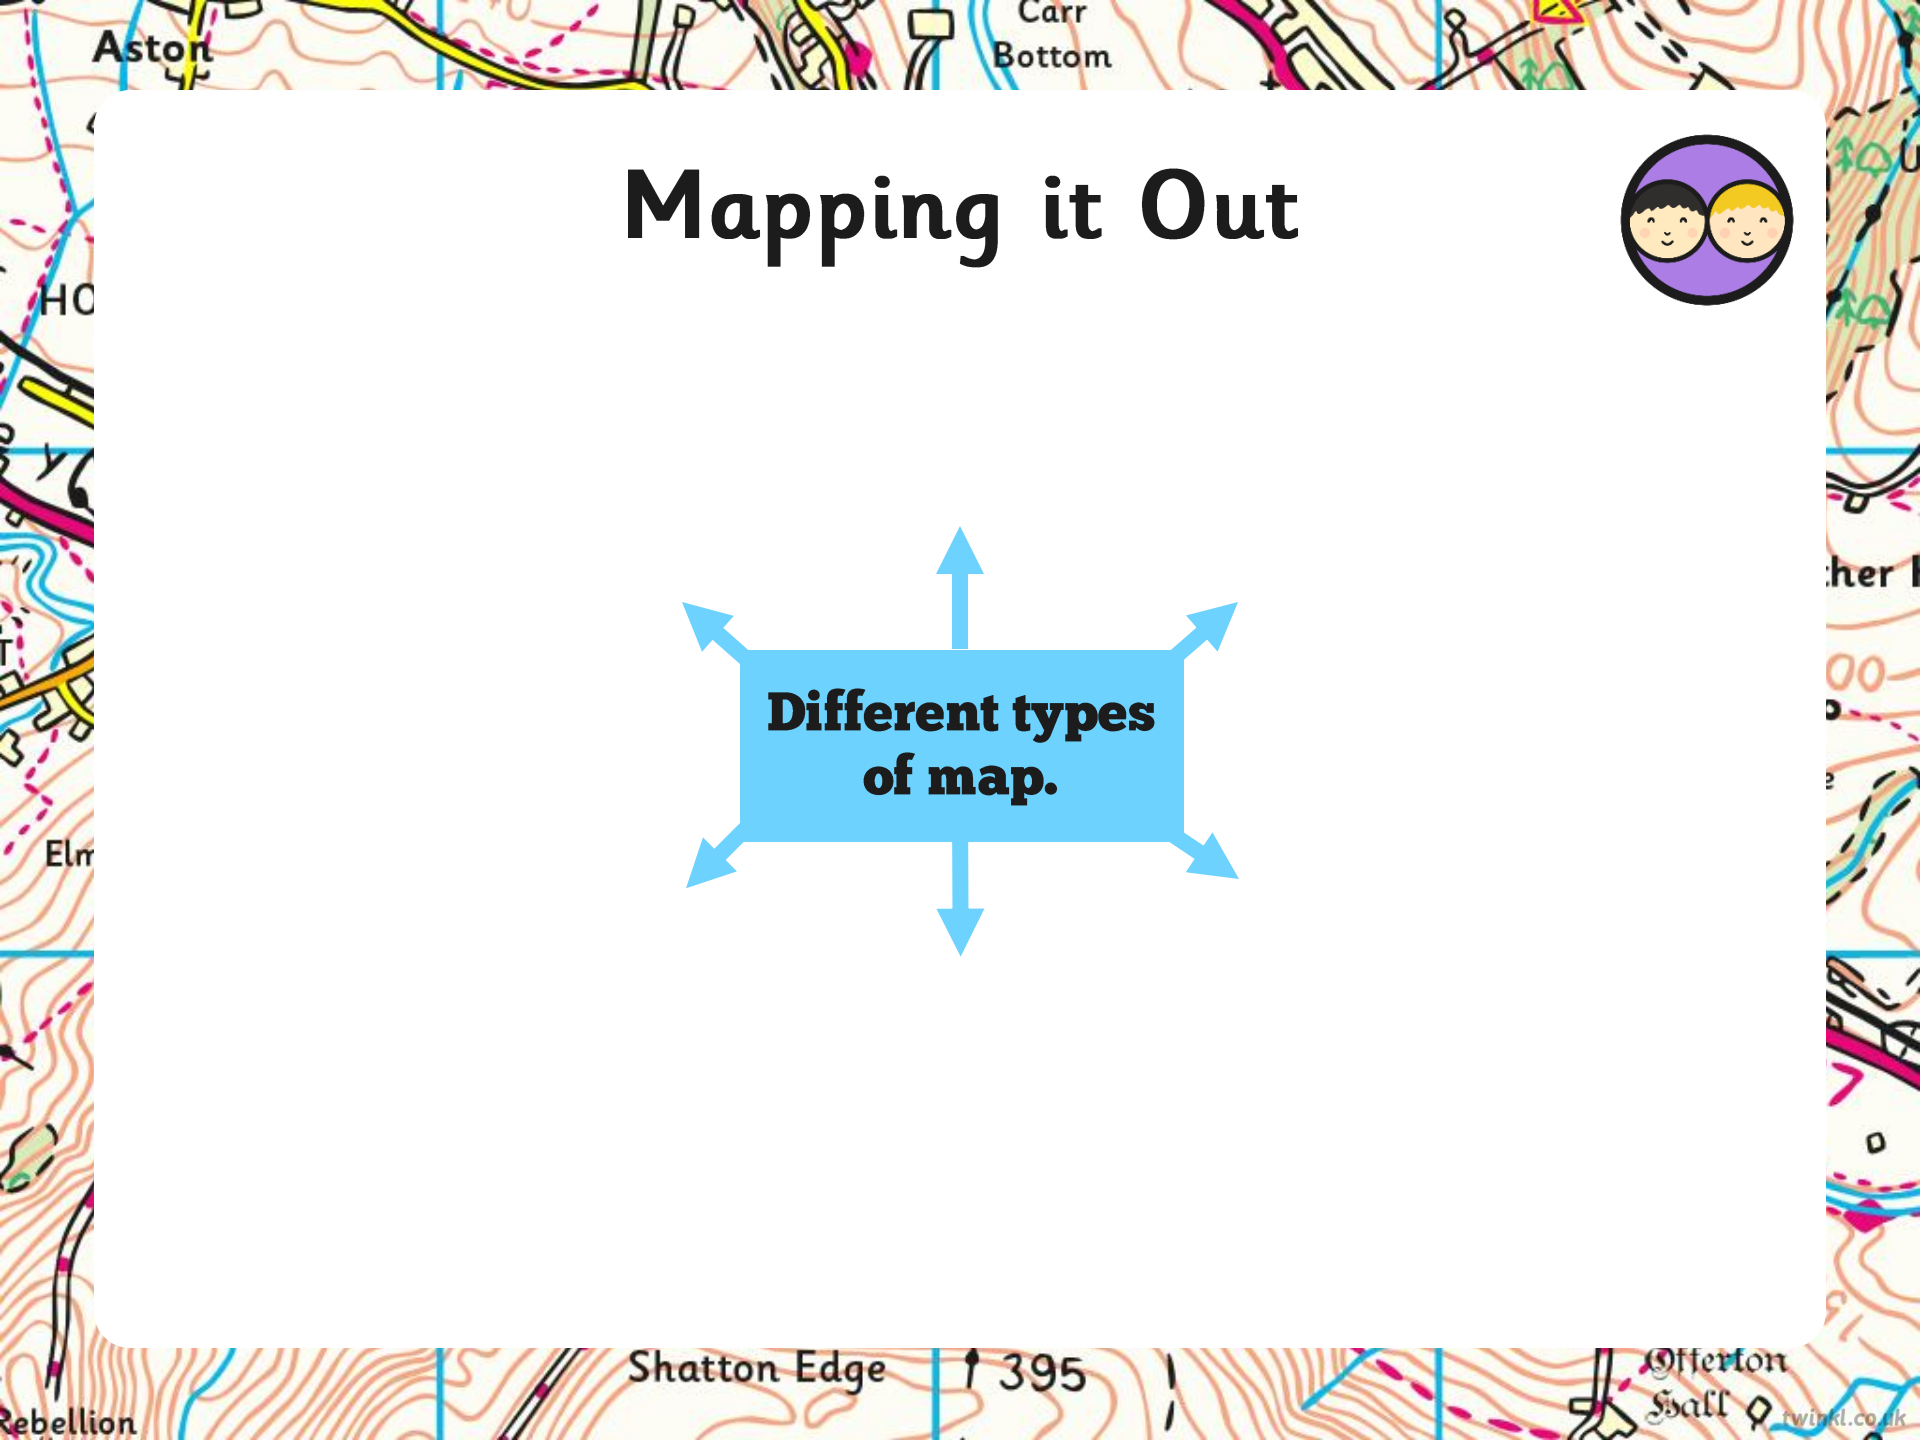 Carr
Aston
Bottom
Mapping it Out
Different types
of map.
Shatton Edge
395
Offerton
Hall
Rebellion
twinkl.co.uk